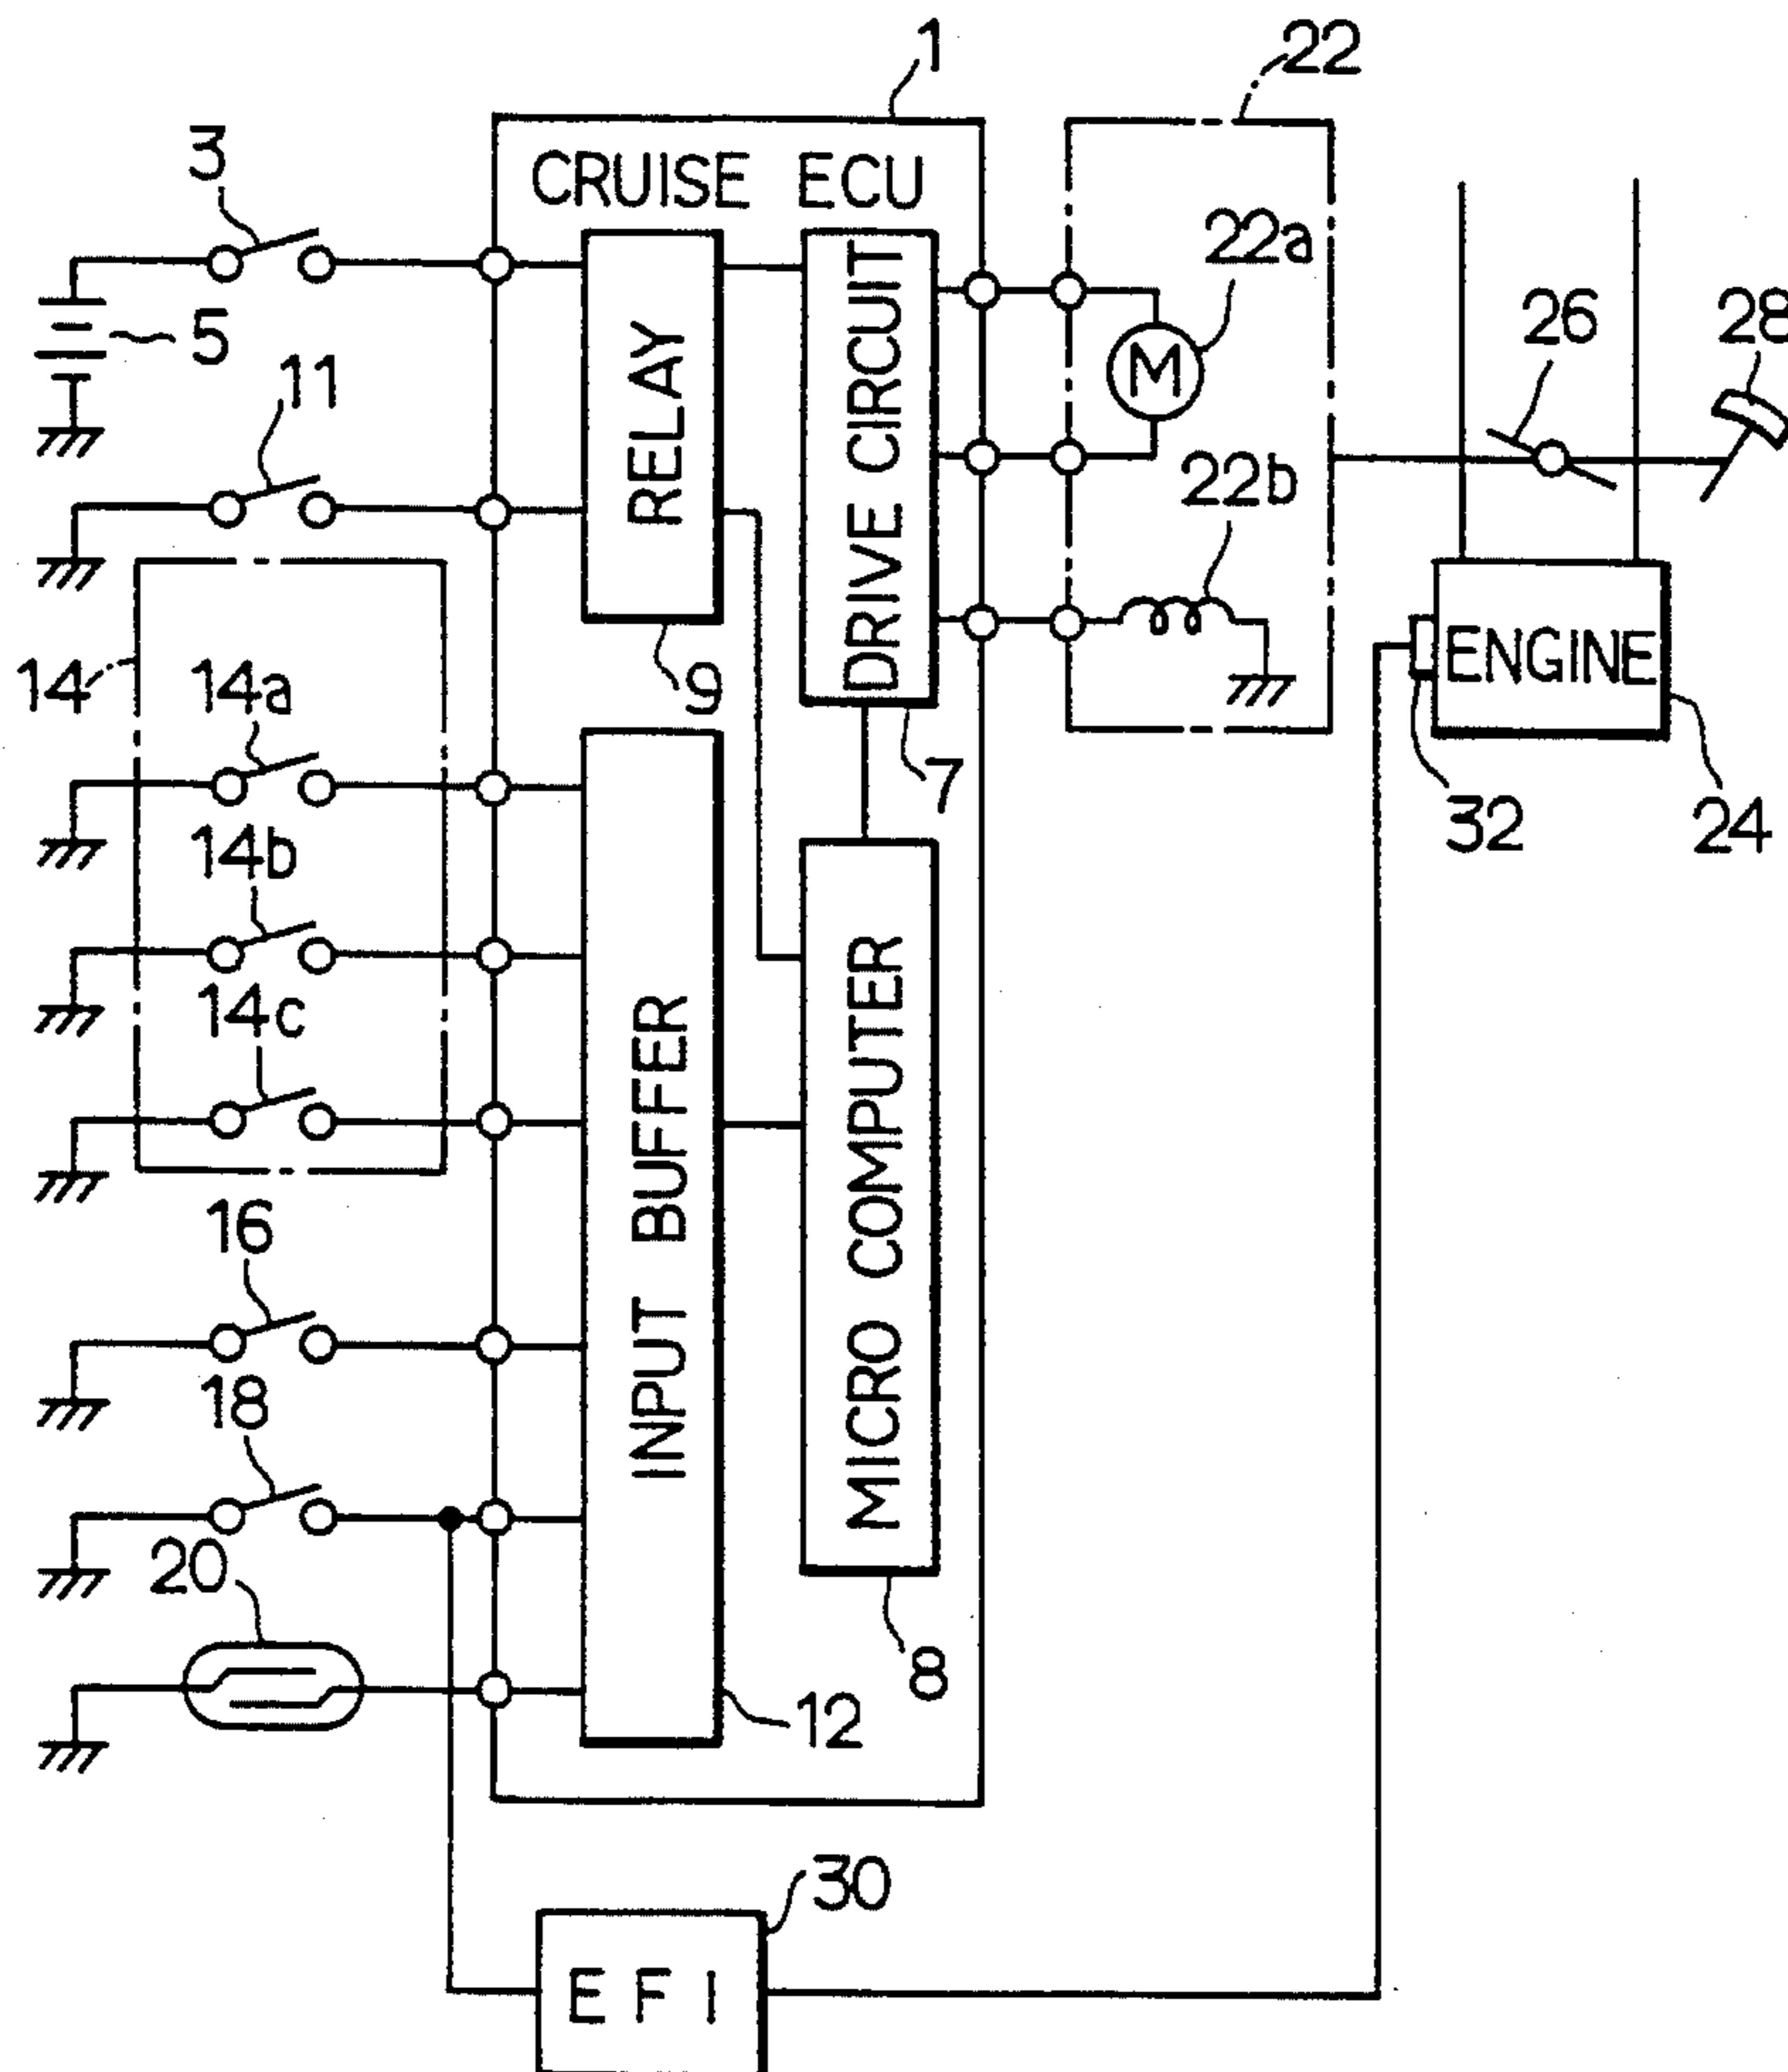 1
22
3
CRUISE ECU
22a
5
11
RELAY
DRIVE CIRCUIT
M
26
28
22b
14
14a
9
ENGINE
7
32
24
14b
14c
INPUT BUFFER
MICRO COMPUTER
16
18
20
8
12
30
EFI